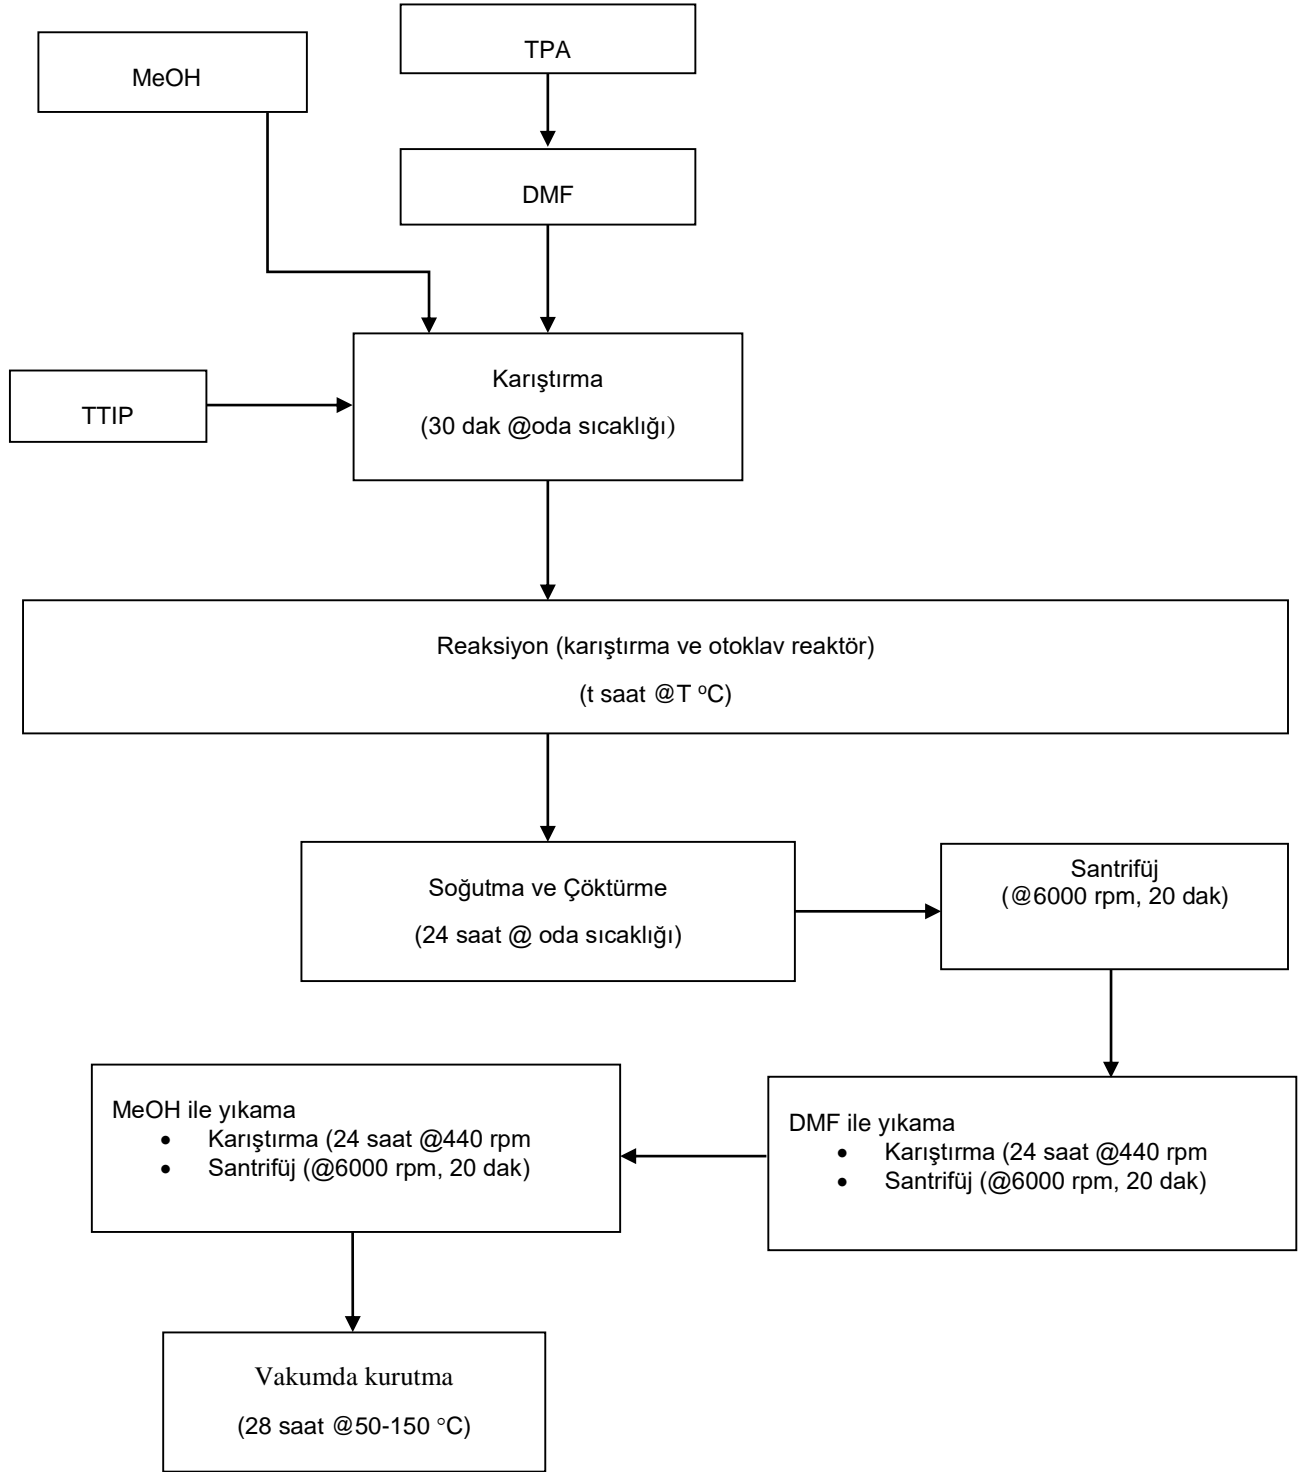 TPA
MeOH
DMF
Karıştırma
(30 dak @oda sıcaklığı)
TTIP
Reaksiyon (karıştırma ve otoklav reaktör)
(t saat @T ºC)
Soğutma ve Çöktürme
(24 saat @ oda sıcaklığı)
Santrifüj
(@6000 rpm, 20 dak)
DMF ile yıkama
• Karıştırma (24 saat @440 rpm
• Santrifüj (@6000 rpm, 20 dak)
MeOH ile yıkama
• Karıştırma (24 saat @440 rpm
• Santrifüj (@6000 rpm, 20 dak)
Vakumda kurutma
(28 saat @50-150 °C)